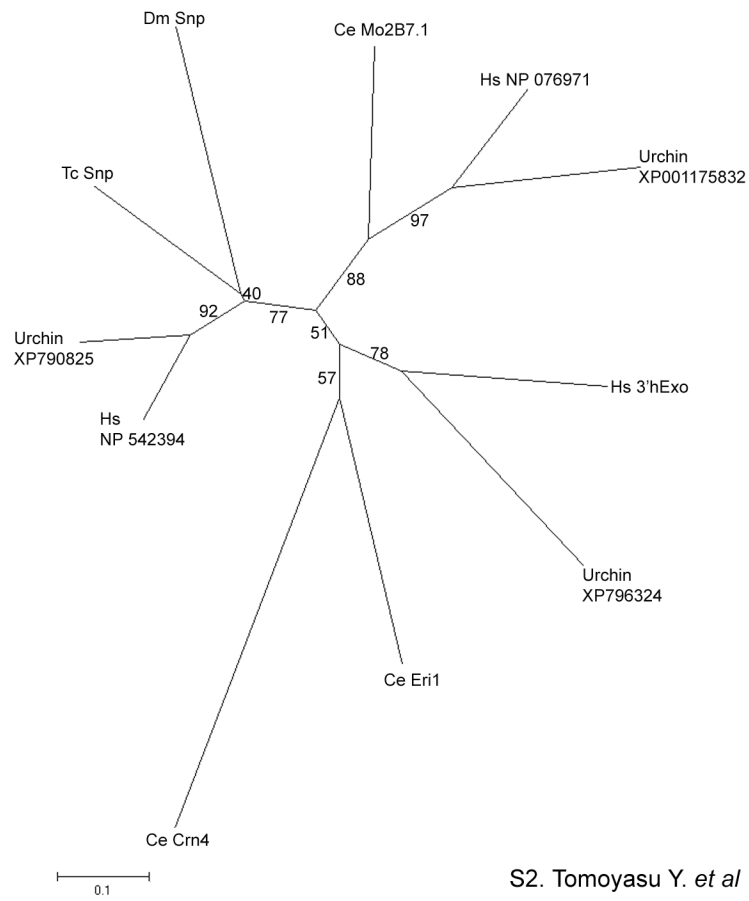 Dm Snp
Ce Mo2B7.1
Hs NP 076971
Urchin
XP001175832
Tc Snp
97
88
40
92
77
51
78
57
Urchin
XP790825
Hs 3'hExo
Hs
NP 542394
Urchin
XP796324
Ce Eri1
Ce Crn4
0.1
S2. Tomoyasu Y. et al